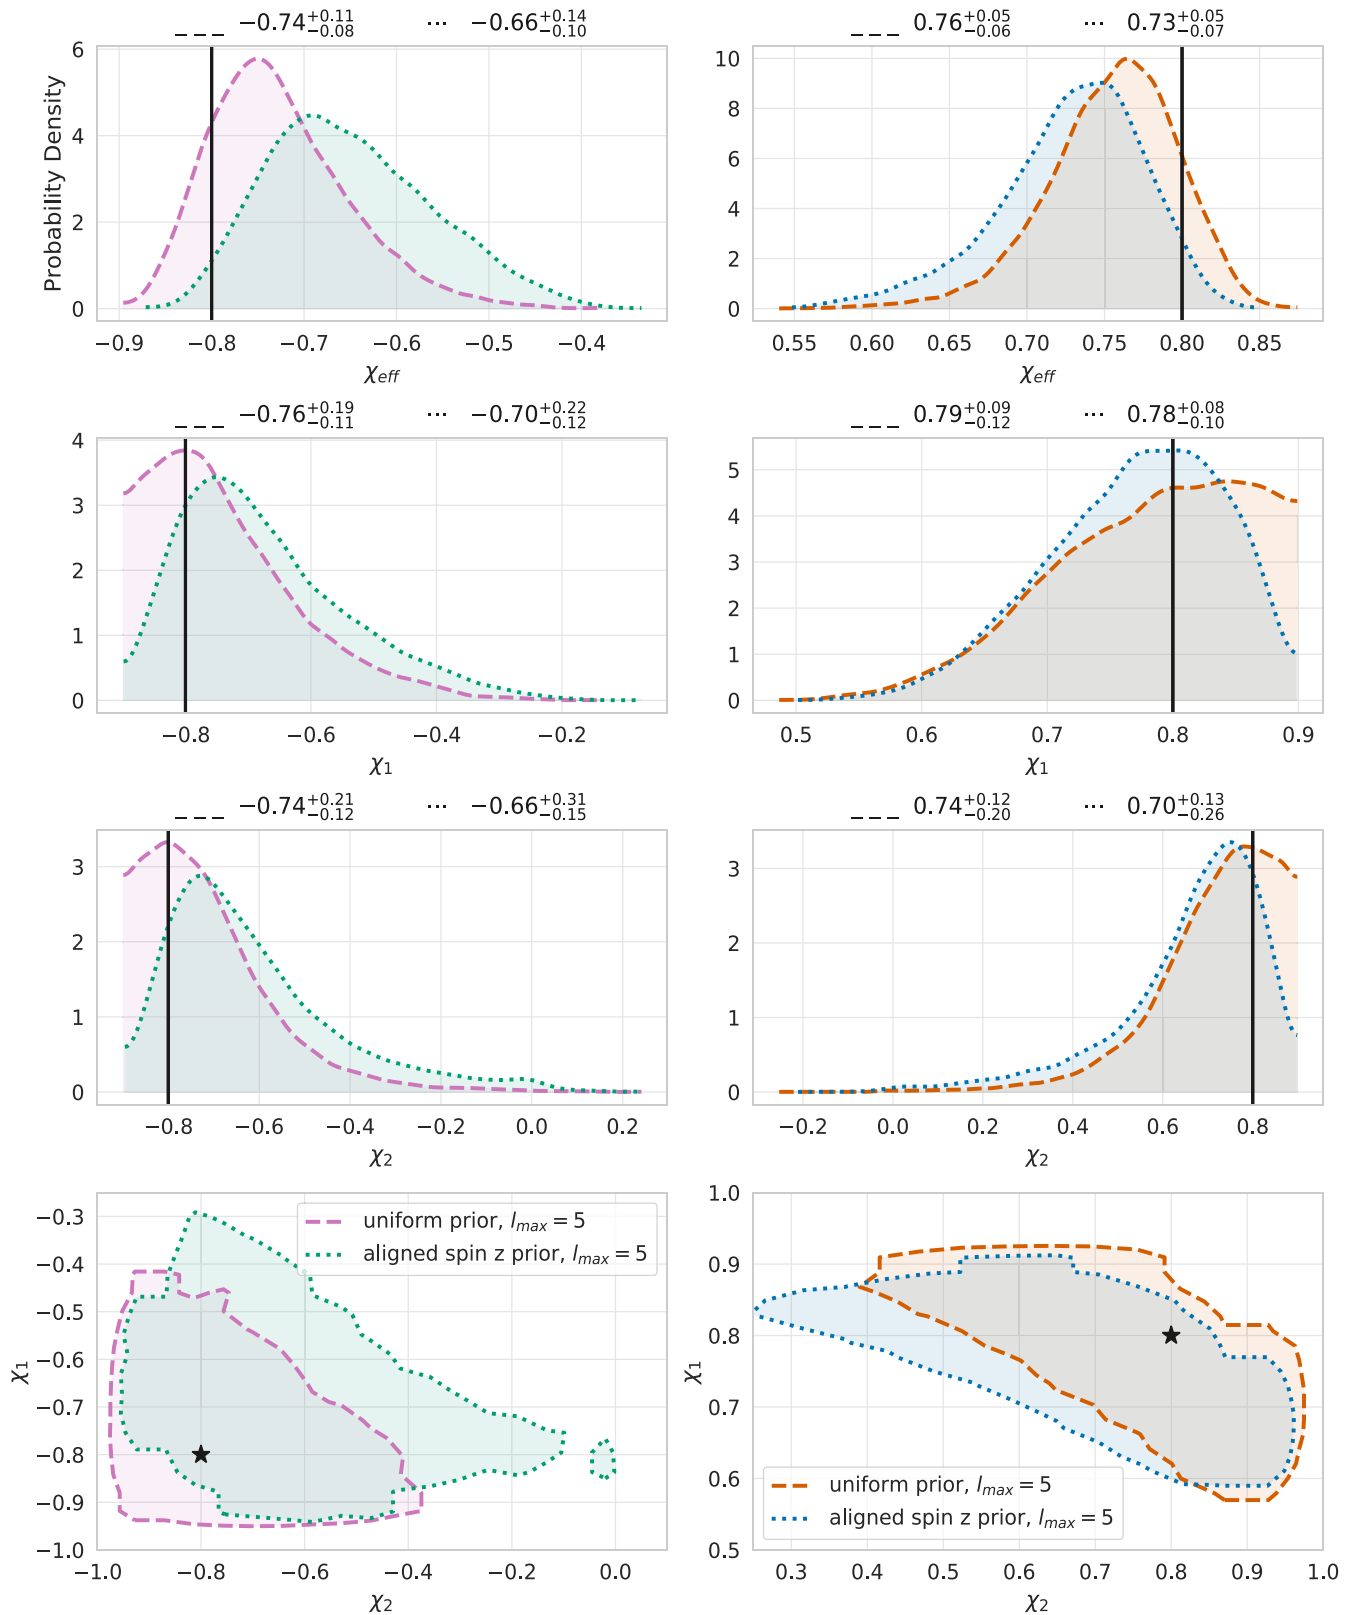 _ _ _ −0.74^{+0.11}_{−0.08} ··· −0.66^{+0.14}_{−0.10}
_ _ _ 0.76^{+0.05}_{−0.06} ··· 0.73^{+0.05}_{−0.07}
Probability Density
6
4
2
0
−0.9 −0.8 −0.7 −0.6 −0.5 −0.4
χ_{eff}
10
8
6
4
2
0
0.55 0.60 0.65 0.70 0.75 0.80 0.85
χ_{eff}
_ _ _ −0.76^{+0.19}_{−0.11} ··· −0.70^{+0.22}_{−0.12}
_ _ _ 0.79^{+0.09}_{−0.12} ··· 0.78^{+0.08}_{−0.10}
4
3
2
1
0
−0.8 −0.6 −0.4 −0.2
χ₁
5
4
3
2
1
0
0.5 0.6 0.7 0.8 0.9
χ₁
_ _ _ −0.74^{+0.21}_{−0.12} ··· −0.66^{+0.31}_{−0.15}
_ _ _ 0.74^{+0.12}_{−0.20} ··· 0.70^{+0.13}_{−0.26}
3
2
1
0
−0.8 −0.6 −0.4 −0.2 0.0 0.2
χ₂
3
2
1
0
−0.2 0.0 0.2 0.4 0.6 0.8
χ₂
χ₁
−0.3
−0.4
−0.5
−0.6
−0.7
−0.8
−0.9
−1.0
uniform prior, l_{max} = 5
aligned spin z prior, l_{max} = 5
−1.0 −0.8 −0.6 −0.4 −0.2 0.0
χ₂
χ₁
1.0
0.9
0.8
0.7
0.6
0.5
uniform prior, l_{max} = 5
aligned spin z prior, l_{max} = 5
0.3 0.4 0.5 0.6 0.7 0.8 0.9 1.0
χ₂